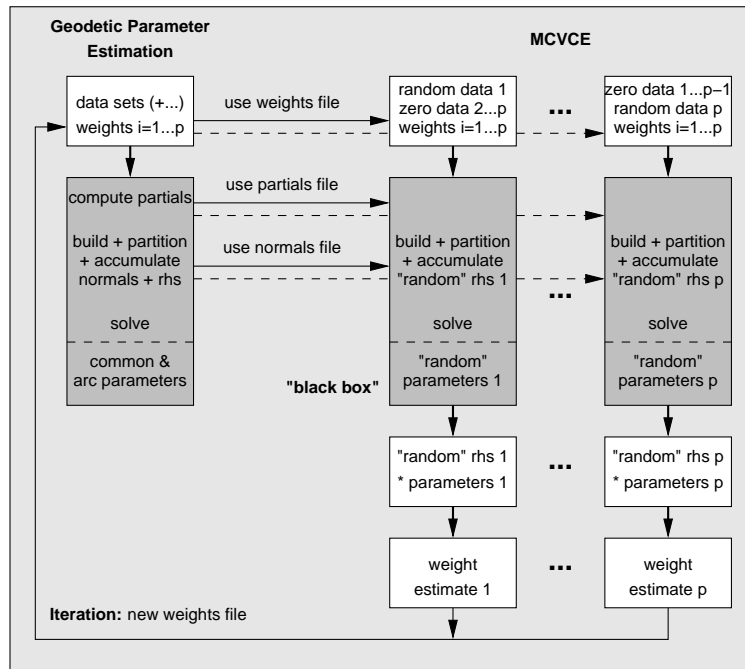 Geodetic Parameter
Estimation
MCVCE
data sets (+...)
weights i=1...p
use weights file
random data 1
zero data 2...p
weights i=1...p
...
zero data 1...p−1
random data p
weights i=1...p
compute partials
build + partition
+ accumulate
normals + rhs
solve
common &
arc parameters
use partials file
use normals file
build + partition
+ accumulate
"random" rhs 1
solve
"random"
parameters 1
...
build + partition
+ accumulate
"random" rhs p
solve
"random"
parameters p
"black box"
"random" rhs 1
* parameters 1
...
"random" rhs p
* parameters p
weight
estimate 1
...
weight
estimate p
Iteration: new weights file